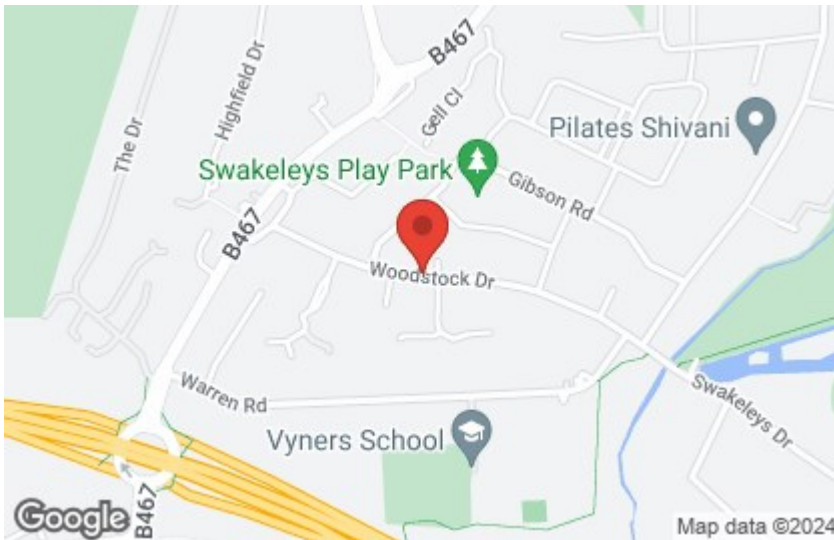 B467
Highfield Dr
The Dr
Gell Cl
Pilates Shivani
Swakeleys Play Park
Gibson Rd
B467
Woodstock Dr
Warren Rd
Swakeleys Dr
Vyners School
B467
Google
Map data ©2024